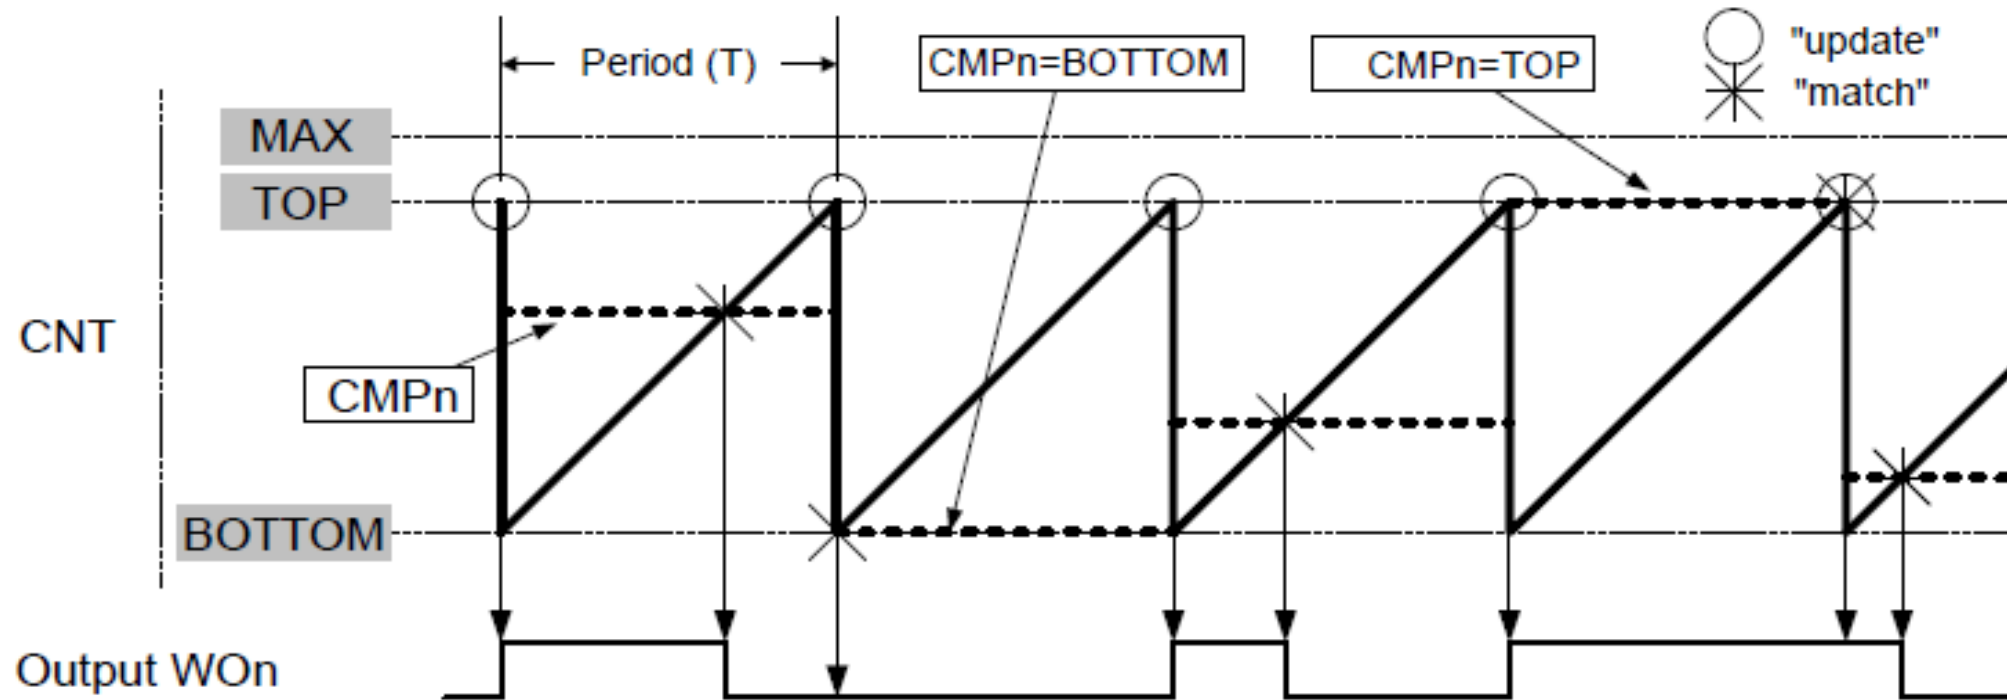 Period (T)
CMPn=BOTTOM
CMPn=TOP
"update"
"match"
MAX
TOP
CNT
CMPn
BOTTOM
Output WOn